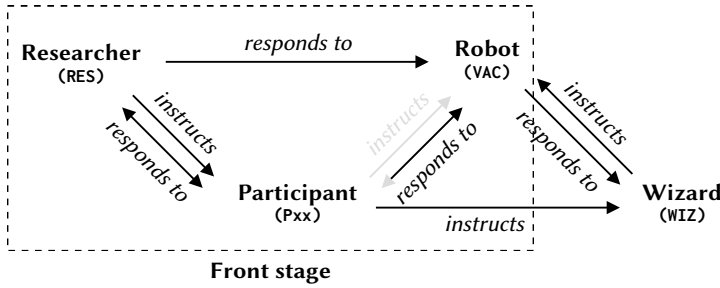 Researcher
(RES)
responds to
Robot
(VAC)
instructs
responds to
instructs
responds to
instructs
responds to
Participant
(Pxx)
instructs
Wizard
(WIZ)
Front stage